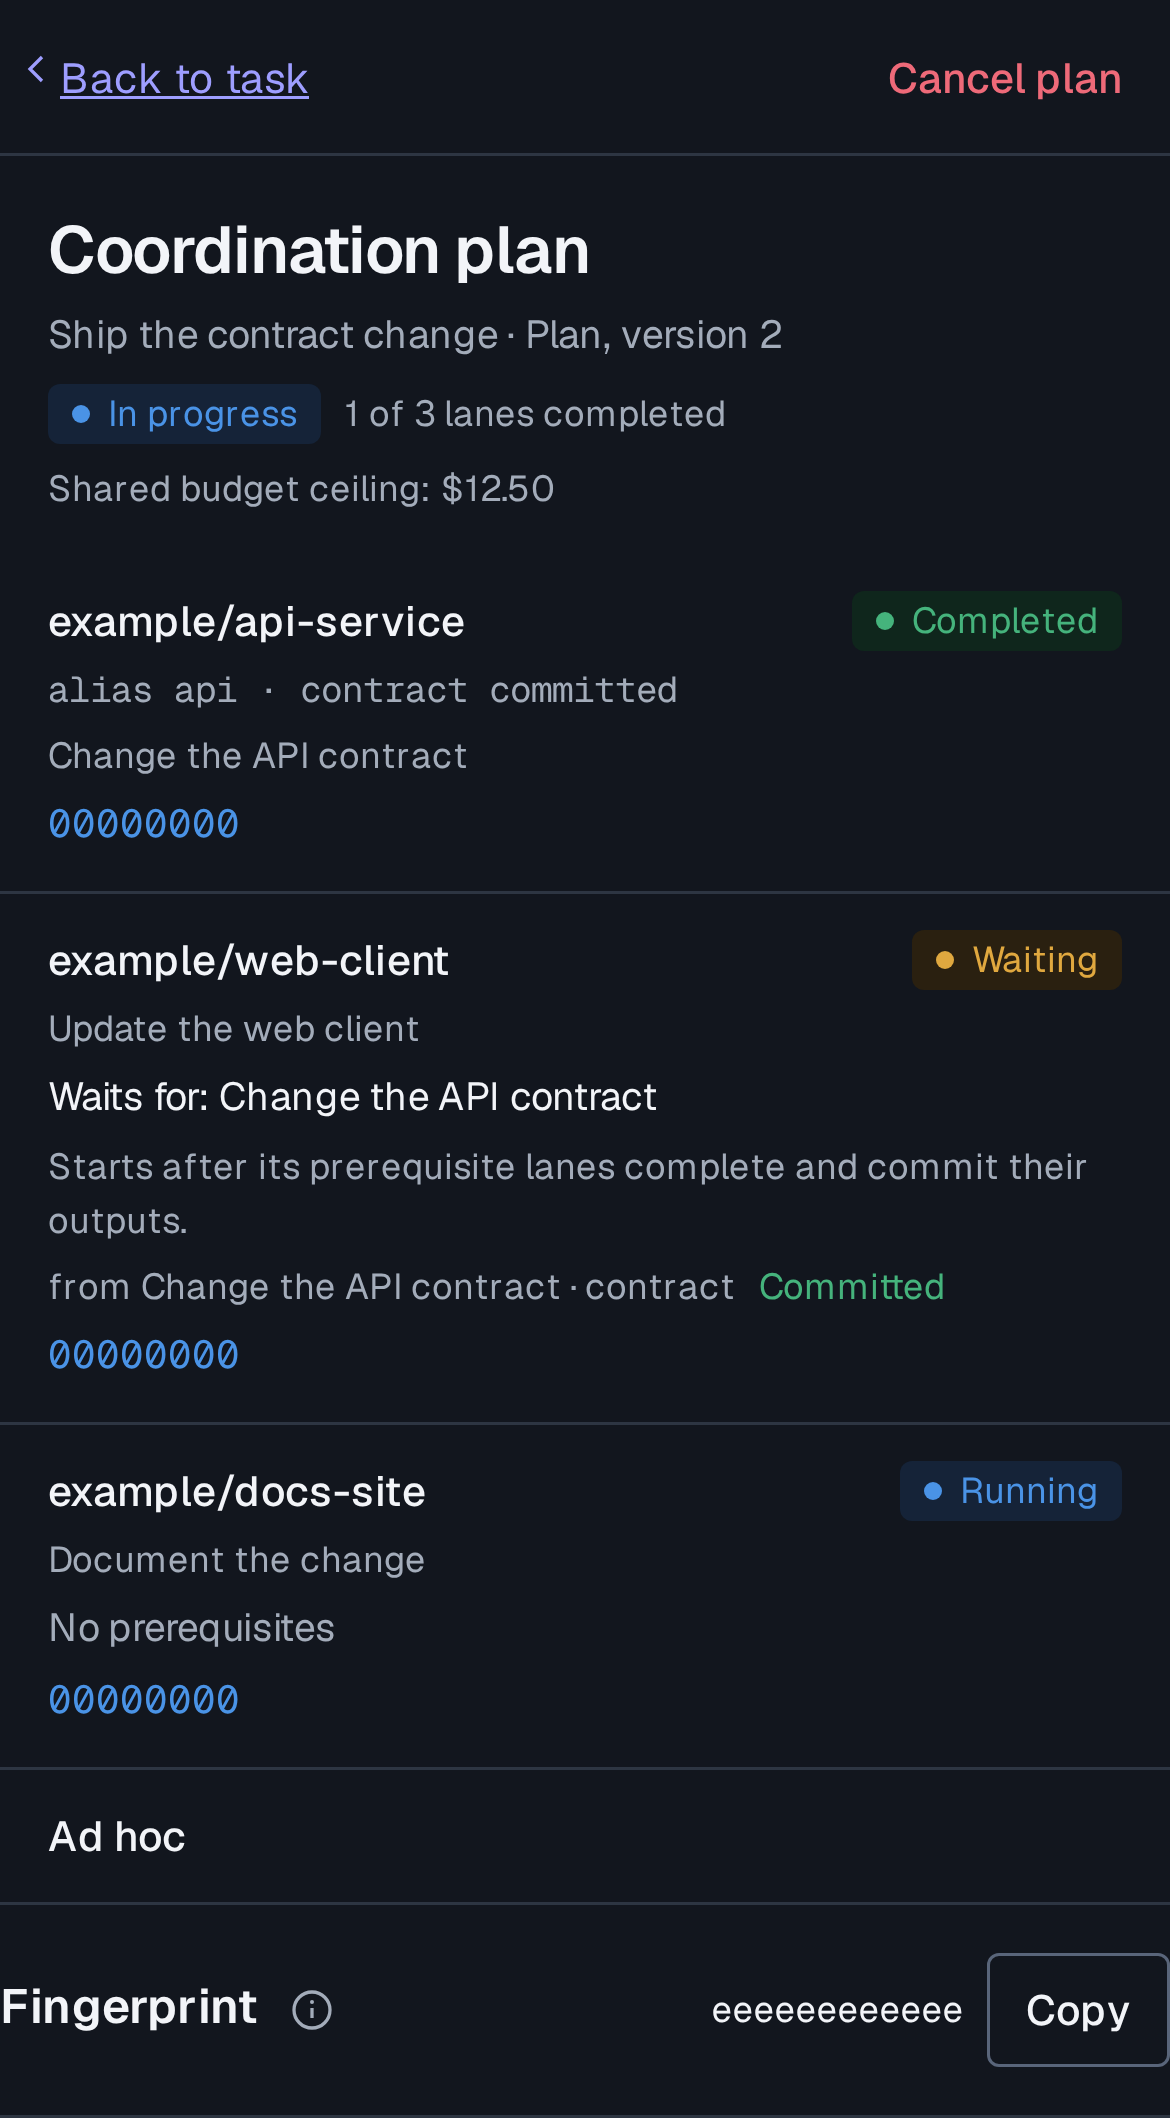 Back to task
Cancel plan
Coordination plan
Ship the contract change · Plan, version 2
In progress
1 of 3 lanes completed
Shared budget ceiling: $12.50
example/api-service
Completed
alias api · contract committed
Change the API contract
00000000
example/web-client
Waiting
Update the web client
Waits for: Change the API contract
Starts after its prerequisite lanes complete and commit their
outputs.
from Change the API contract · contract Committed
00000000
example/docs-site
Running
Document the change
No prerequisites
00000000
Ad hoc
Fingerprint
eeeeeeeeeeee
Copy